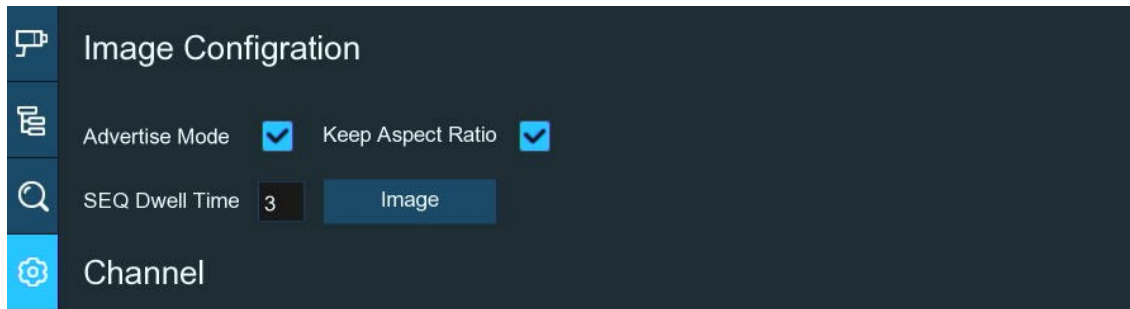 Image Configration
Advertise Mode Keep Aspect Ratio
SEQ Dwell Time 3 Image
Channel